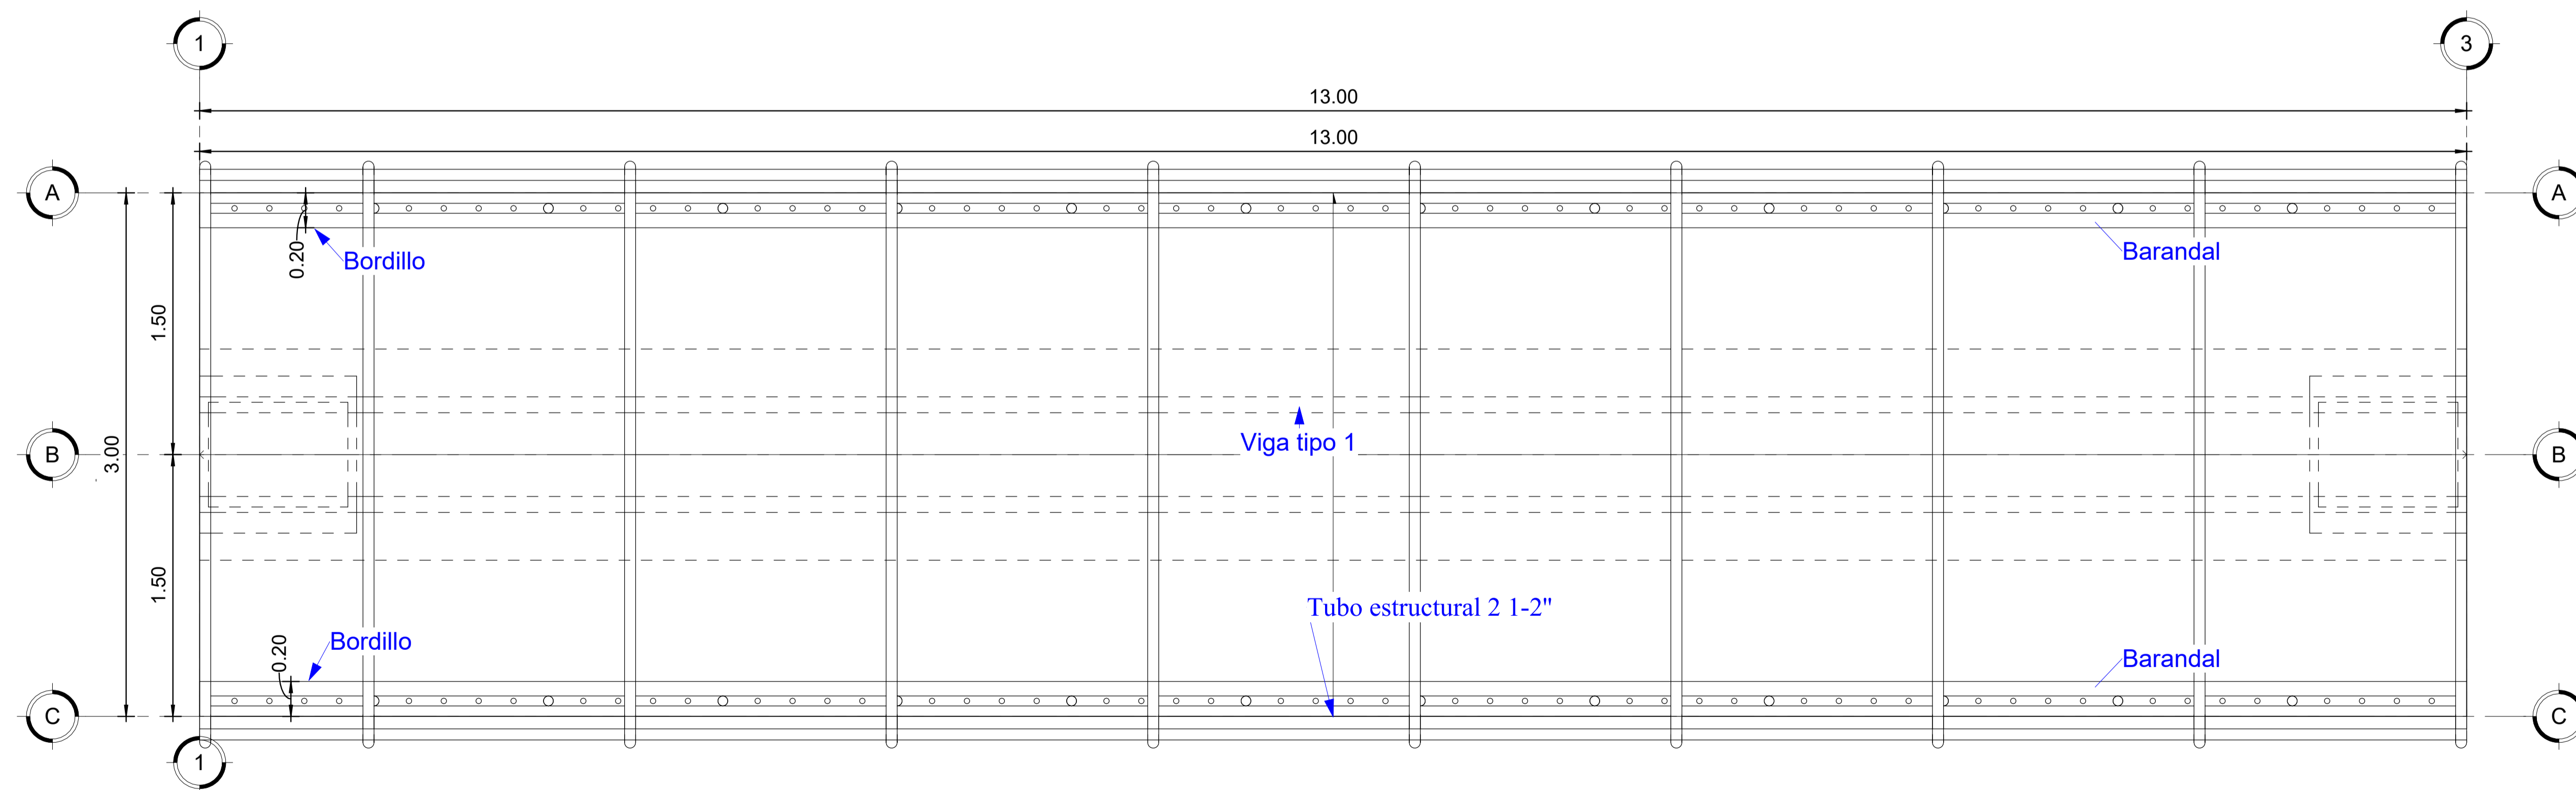 1
3
13.00
13.00
A
A
0.20
Bordillo
Barandal
1.50
B
3.00
Viga tipo 1
B
1.50
Tubo estructural 2 1-2"
0.20
Bordillo
Barandal
C
C
1